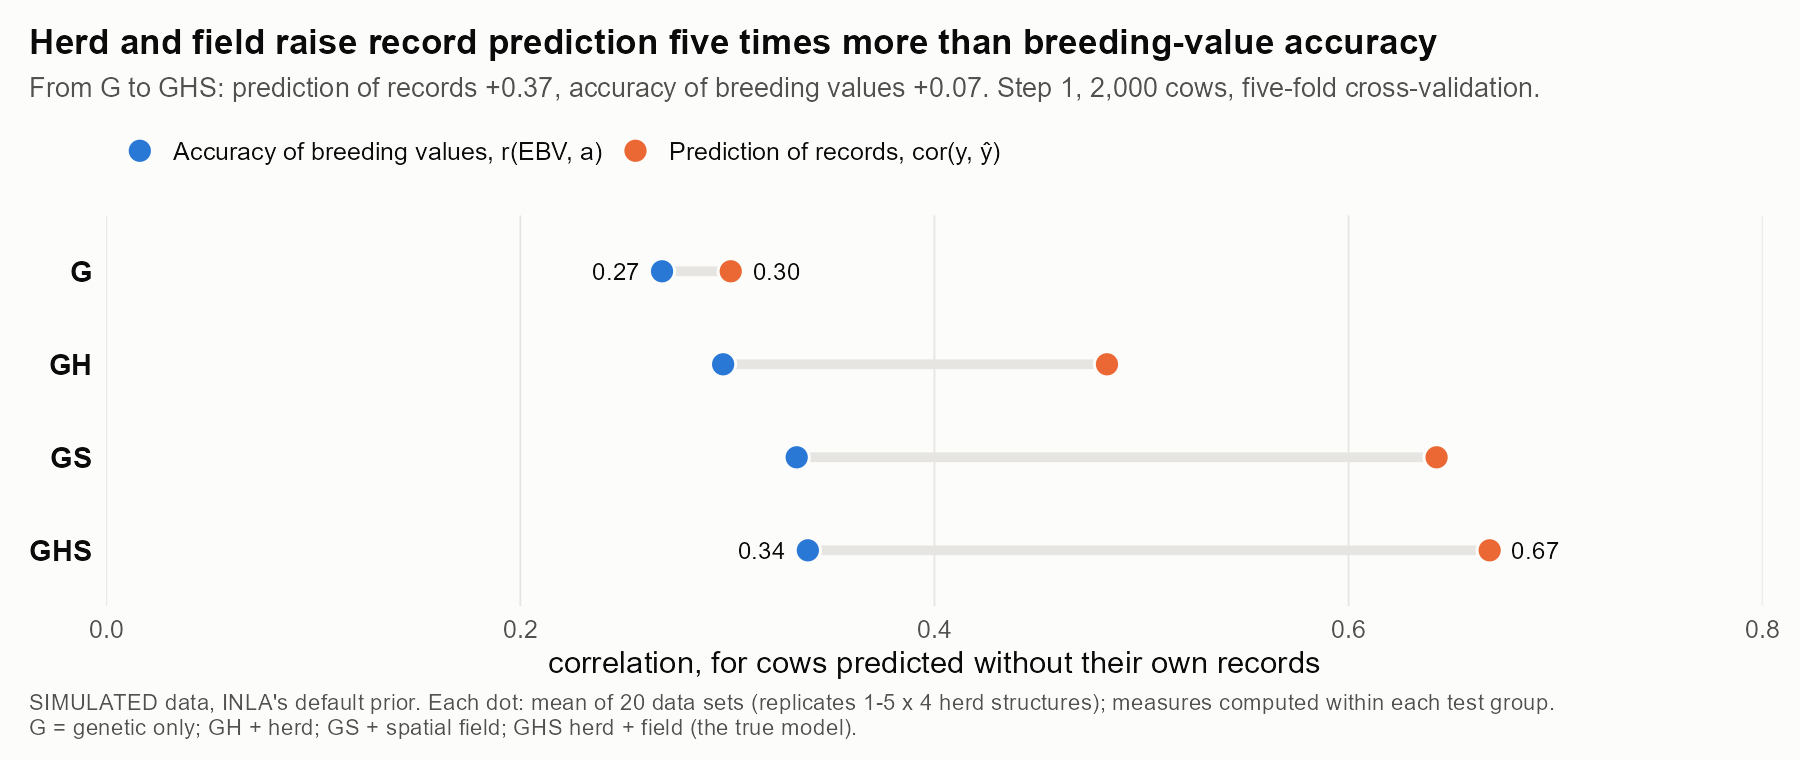 Herd and field raise record prediction five times more than breeding-value accuracy
From G to GHS: prediction of records +0.37, accuracy of breeding values +0.07. Step 1, 2,000 cows, five-fold cross-validation.
Accuracy of breeding values, r(EBV, a)
Prediction of records, cor(y, ŷ)
G
0.27
0.30
GH
GS
GHS
0.34
0.67
0.0
0.2
0.4
0.6
0.8
correlation, for cows predicted without their own records
SIMULATED data, INLA's default prior. Each dot: mean of 20 data sets (replicates 1-5 x 4 herd structures); measures computed within each test group.
G = genetic only; GH + herd; GS + spatial field; GHS herd + field (the true model).